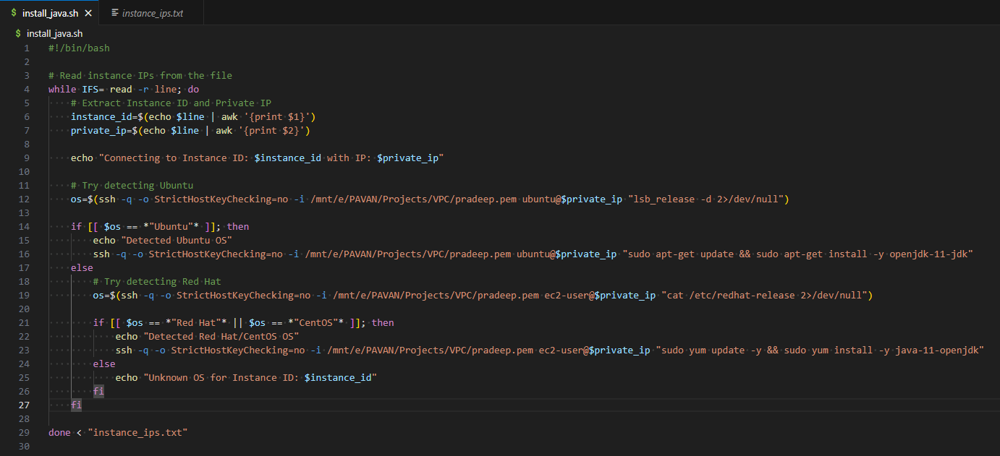 $ install_java.sh × instance_ips.txt
$ install_java.sh
1 #!/bin/bash
2
3 # Read instance IPs from the file
4 while IFS= read -r line; do
5     # Extract Instance ID and Private IP
6     instance_id=$(echo $line | awk '{print $1}')
7     private_ip=$(echo $line | awk '{print $2}')
8
9     echo "Connecting to Instance ID: $instance_id with IP: $private_ip"
10
11     # Try detecting Ubuntu
12     os=$(ssh -q -o StrictHostKeyChecking=no -i /mnt/e/PAVAN/Projects/VPC/pradeep.pem ubuntu@$private_ip "lsb_release -d 2>/dev/null")
13
14     if [[ $os == *"Ubuntu"* ]]; then
15         echo "Detected Ubuntu OS"
16         ssh -q -o StrictHostKeyChecking=no -i /mnt/e/PAVAN/Projects/VPC/pradeep.pem ubuntu@$private_ip "sudo apt-get update && sudo apt-get install -y openjdk-11-jdk"
17     else
18         # Try detecting Red Hat
19         os=$(ssh -q -o StrictHostKeyChecking=no -i /mnt/e/PAVAN/Projects/VPC/pradeep.pem ec2-user@$private_ip "cat /etc/redhat-release 2>/dev/null")
20
21         if [[ $os == *"Red Hat"* || $os == *"CentOS"* ]]; then
22             echo "Detected Red Hat/CentOS OS"
23             ssh -q -o StrictHostKeyChecking=no -i /mnt/e/PAVAN/Projects/VPC/pradeep.pem ec2-user@$private_ip "sudo yum update -y && sudo yum install -y java-11-openjdk"
24         else
25             echo "Unknown OS for Instance ID: $instance_id"
26         fi
27     fi
28
29 done < "instance_ips.txt"
30